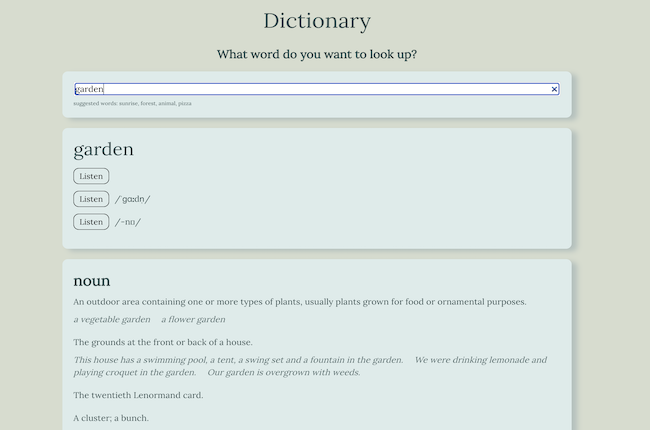 Dictionary
What word do you want to look up?
garden
suggested words: sunrise, forest, animal, pizza
garden
Listen
Listen /ˈɡɑːdn̩/
Listen
noun
An outdoor area containing one or more types of plants, usually plants grown for food or ornamental purposes.
a vegetable garden a flower garden
The grounds at the front or back of a house.
This house has a swimming pool, a tent, a swing set and a fountain in the garden. We were drinking lemonade and
playing croquet in the garden. Our garden is overgrown with weeds.
The twentieth Lenormand card.
A cluster; a bunch.